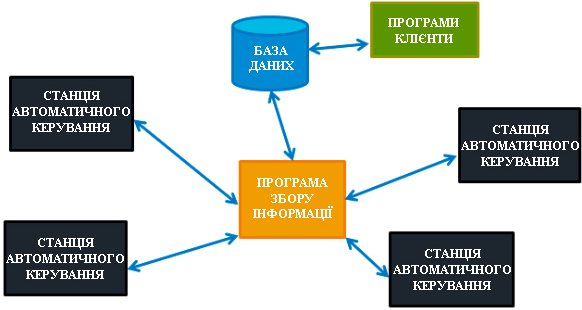 ПРОГРАМИ
КЛІЄНТИ
БАЗА
ДАНИХ
СТАНЦІЯ
АВТОМАТИЧНОГО
КЕРУВАННЯ
СТАНЦІЯ
АВТОМАТИЧНОГО
КЕРУВАННЯ
ПРОГРАМА
ЗБОРУ
ІНФОРМАЦІЇ
СТАНЦІЯ
АВТОМАТИЧНОГО
КЕРУВАННЯ
СТАНЦІЯ
АВТОМАТИЧНОГО
КЕРУВАННЯ